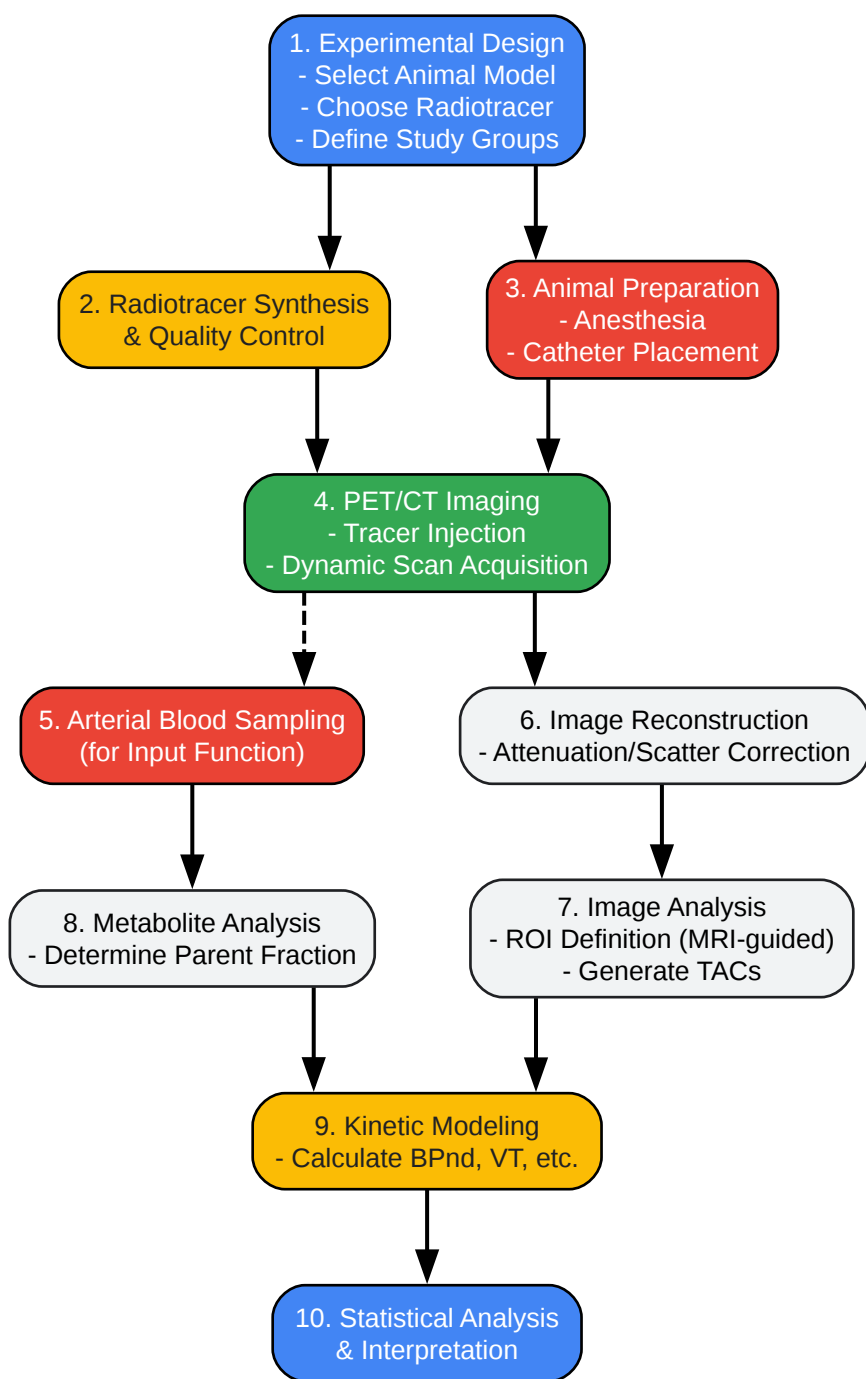 1. Experimental Design
- Select Animal Model
- Choose Radiotracer
- Define Study Groups
2. Radiotracer Synthesis
& Quality Control
3. Animal Preparation
- Anesthesia
- Catheter Placement
4. PET/CT Imaging
- Tracer Injection
- Dynamic Scan Acquisition
5. Arterial Blood Sampling
(for Input Function)
6. Image Reconstruction
- Attenuation/Scatter Correction
8. Metabolite Analysis
- Determine Parent Fraction
7. Image Analysis
- ROI Definition (MRI-guided)
- Generate TACs
9. Kinetic Modeling
- Calculate BPnd, VT, etc.
10. Statistical Analysis
& Interpretation